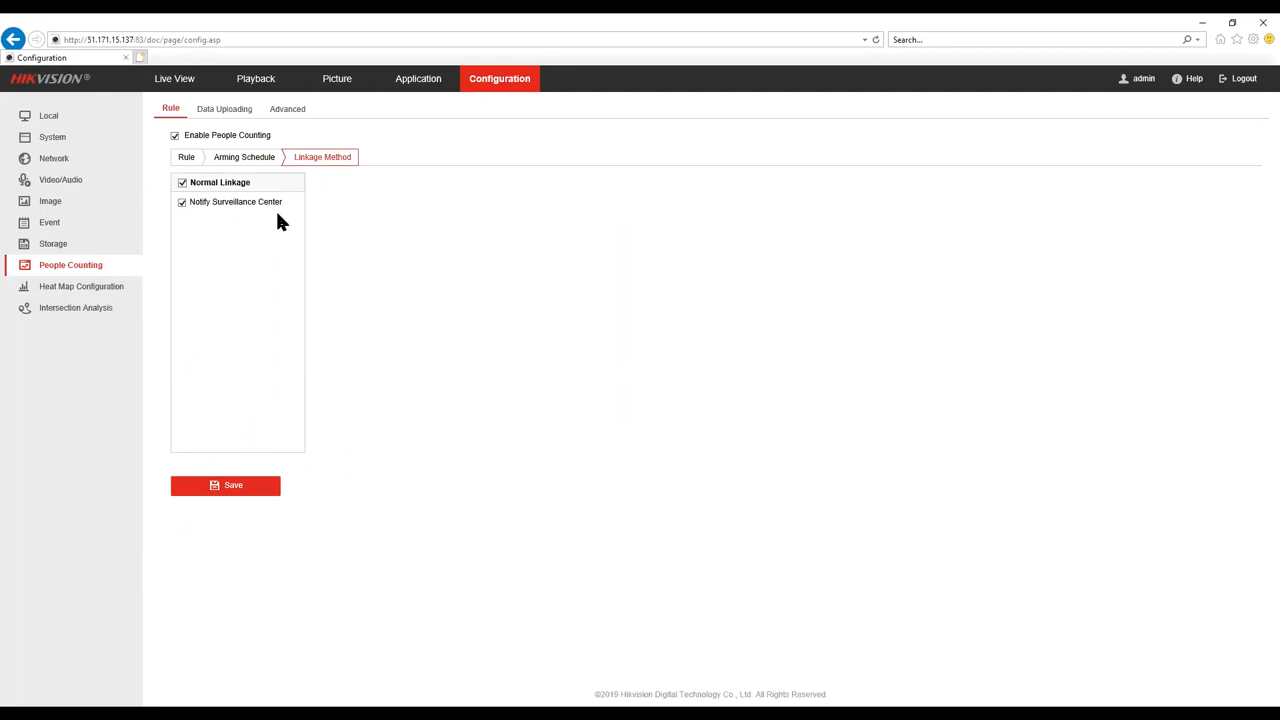 http://51.171.15.137:83/doc/page/config.asp
Search...
Configuration
HIKVISION®
Live View
Playback
Picture
Application
Configuration
admin
Help
Logout
Local
System
Network
Video/Audio
Image
Event
Storage
People Counting
Heat Map Configuration
Intersection Analysis
Rule
Data Uploading
Advanced
Enable People Counting
Rule
Arming Schedule
Linkage Method
Normal Linkage
Notify Surveillance Center
Save
©2019 Hikvision Digital Technology Co., Ltd. All Rights Reserved.